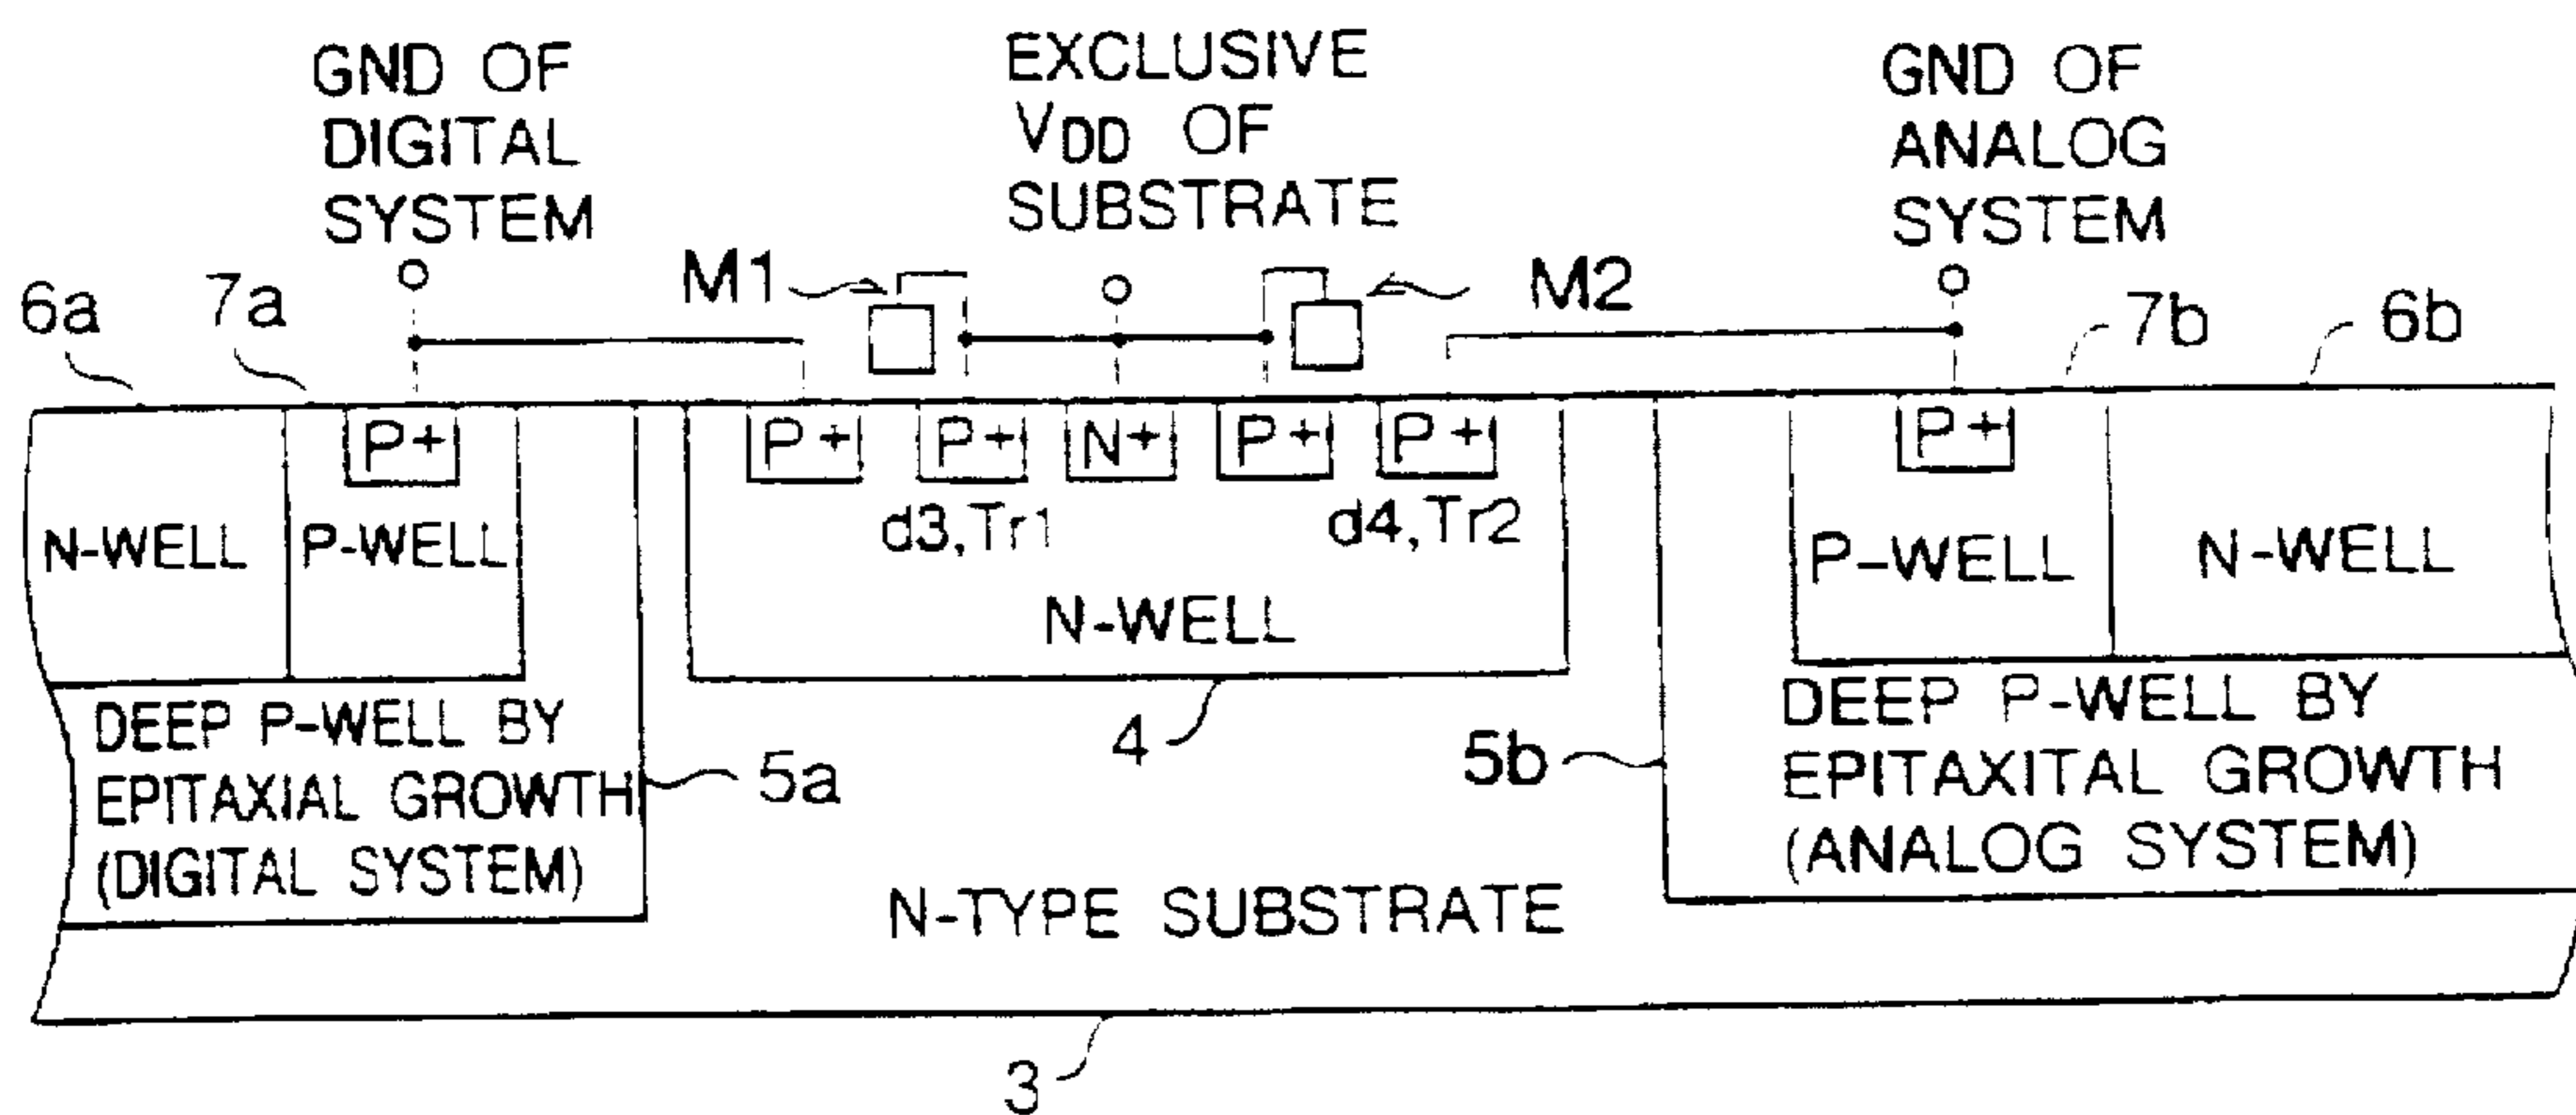 GND OF
DIGITAL
SYSTEM
EXCLUSIVE
VDD OF
SUBSTRATE
GND OF
ANALOG
SYSTEM
6a
7a
M1
M2
7b
6b
P+
P+
P+
N+
P+
P+
P+
d3,Tr1
d4,Tr2
N-WELL
P-WELL
N-WELL
P-WELL
N-WELL
DEEP P-WELL BY
EPITAXIAL GROWTH
(DIGITAL SYSTEM)
5a
4
5b
DEEP P-WELL BY
EPITAXITAL GROWTH
(ANALOG SYSTEM)
N-TYPE SUBSTRATE
3